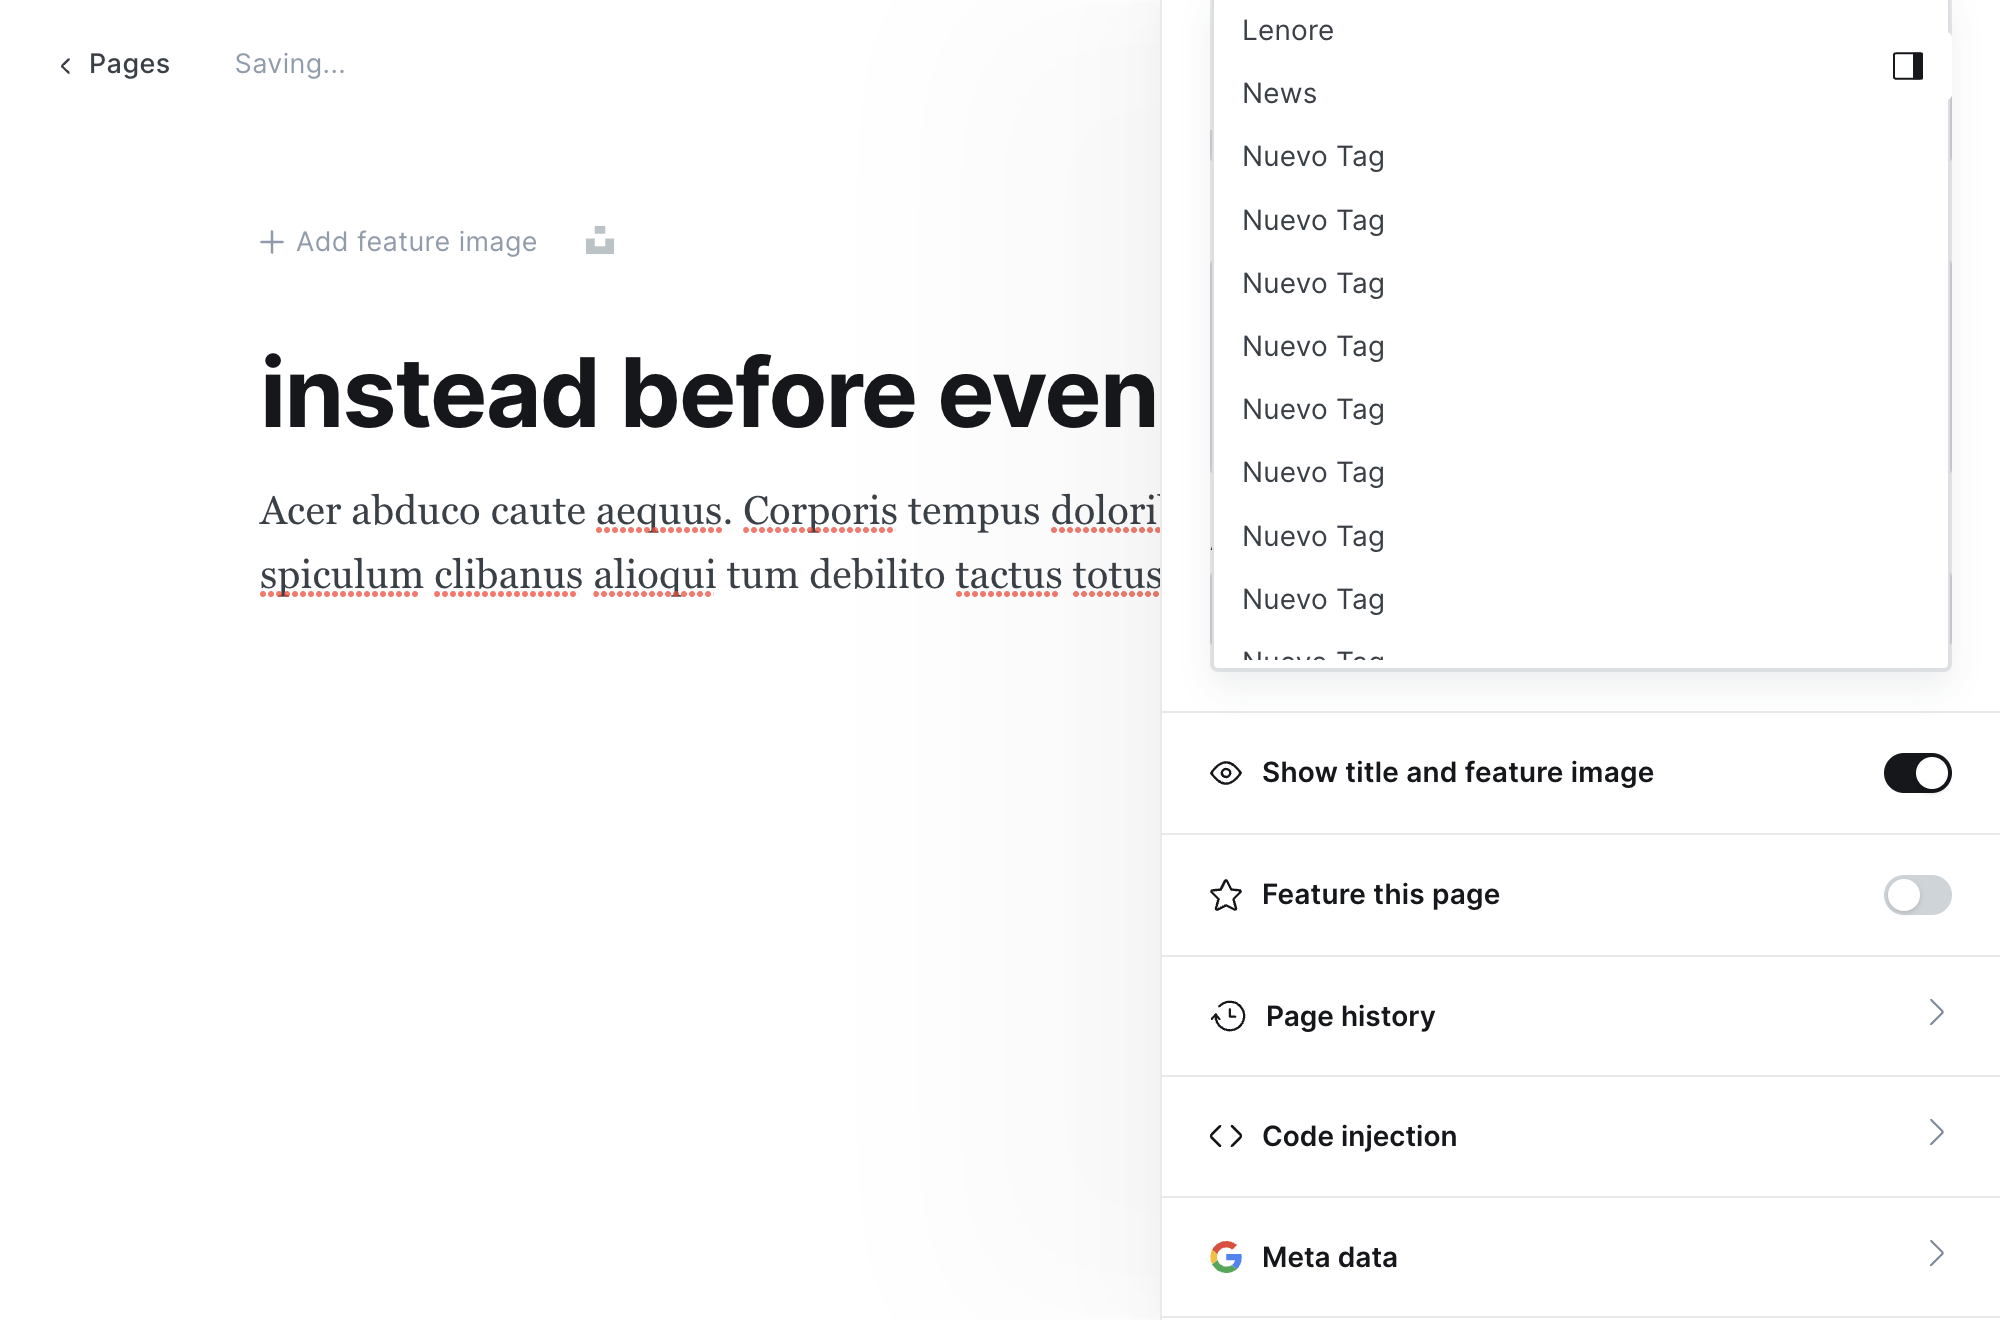 Pages
Saving...
Add feature image
instead before even
Acer abduco caute aequus. Corporis tempus
spiculum clibanus alioqui tum debilito tactus totus
Lenore
News
Nuevo Tag
Nuevo Tag
Nuevo Tag
Nuevo Tag
Nuevo Tag
Nuevo Tag
Nuevo Tag
Nuevo Tag
Nuevo Tag
Show title and feature image
Feature this page
Page history
Code injection
Meta data